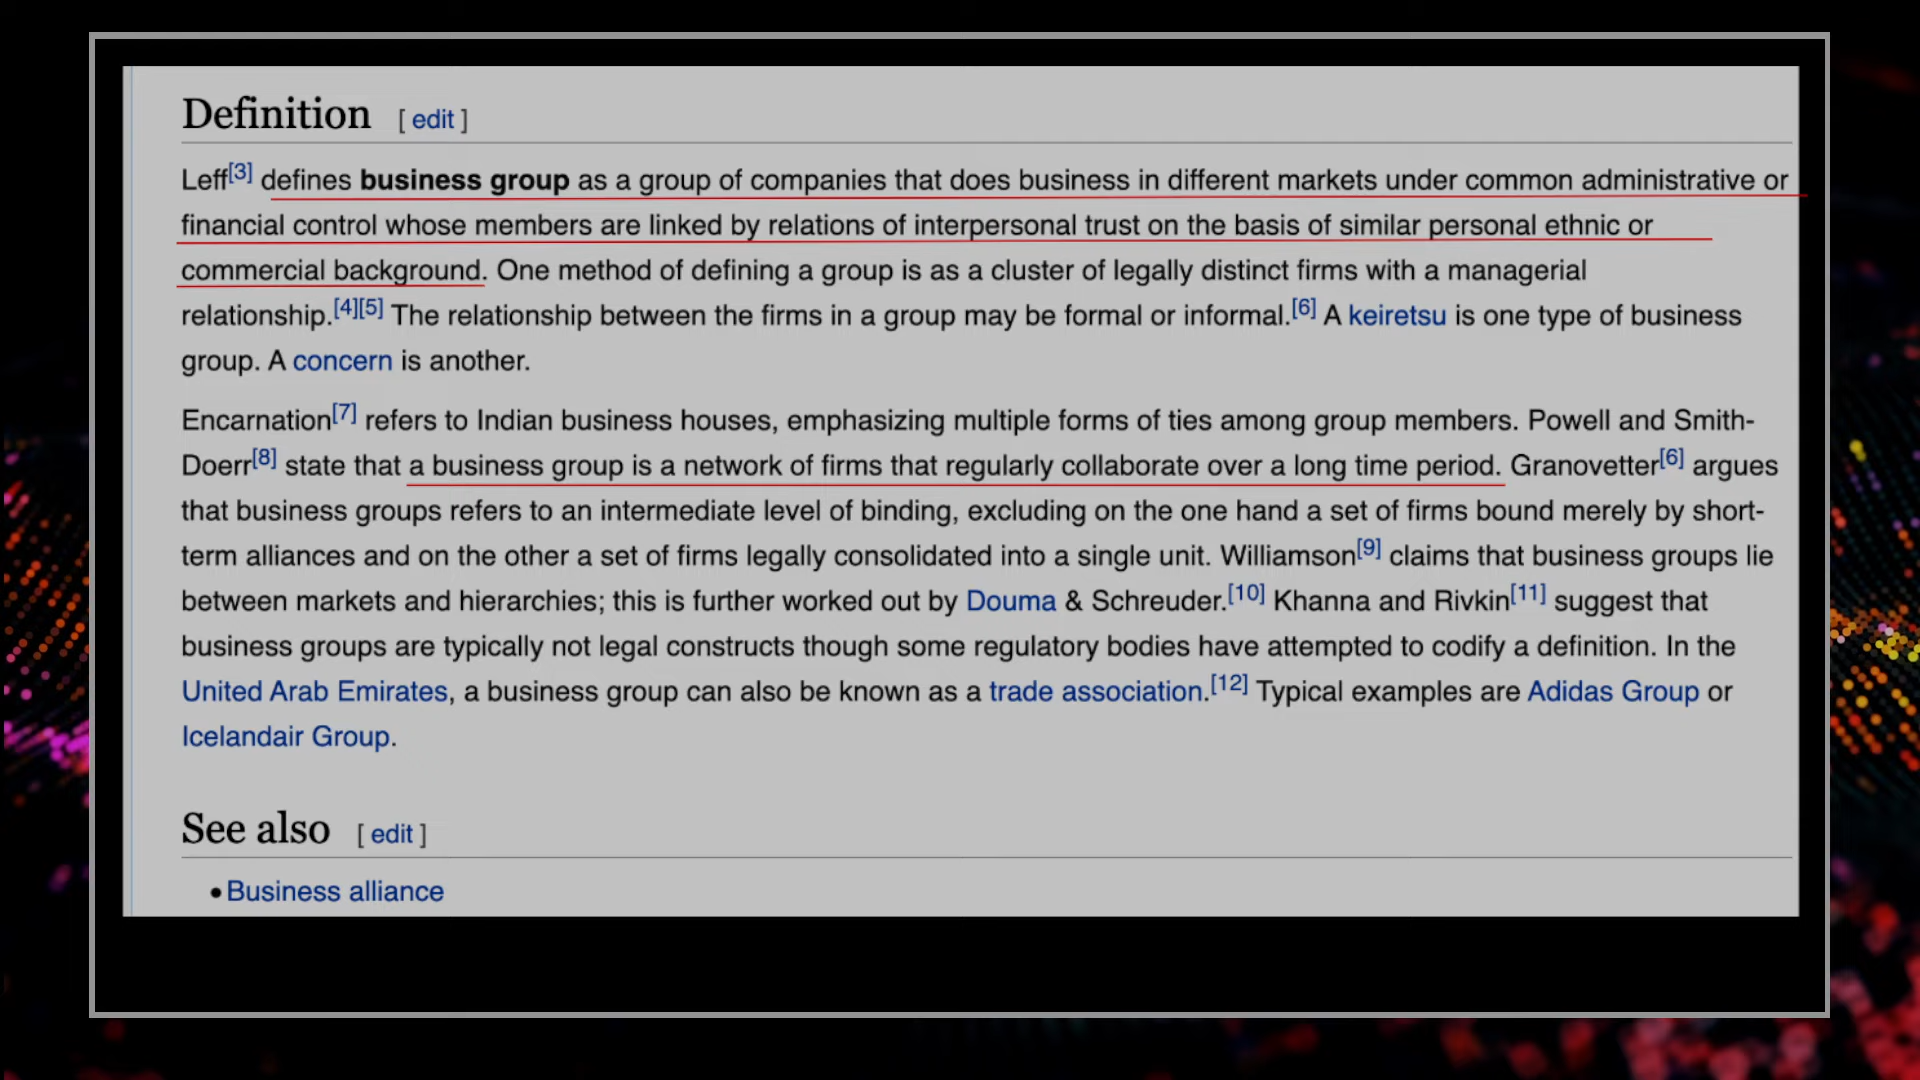 Definition [ edit ]
Leff[3] defines business group as a group of companies that does business in different markets under common administrative or
financial control whose members are linked by relations of interpersonal trust on the basis of similar personal ethnic or
commercial background. One method of defining a group is as a cluster of legally distinct firms with a managerial
relationship.[4][5] The relationship between the firms in a group may be formal or informal.[6] A keiretsu is one type of business
group. A concern is another.
Encarnation[7] refers to Indian business houses, emphasizing multiple forms of ties among group members. Powell and Smith-
Doerr[8] state that a business group is a network of firms that regularly collaborate over a long time period. Granovetter[6] argues
that business groups refers to an intermediate level of binding, excluding on the one hand a set of firms bound merely by short-
term alliances and on the other a set of firms legally consolidated into a single unit. Williamson[9] claims that business groups lie
between markets and hierarchies; this is further worked out by Douma & Schreuder.[10] Khanna and Rivkin[11] suggest that
business groups are typically not legal constructs though some regulatory bodies have attempted to codify a definition. In the
United Arab Emirates, a business group can also be known as a trade association.[12] Typical examples are Adidas Group or
Icelandair Group.
See also [ edit ]
• Business alliance